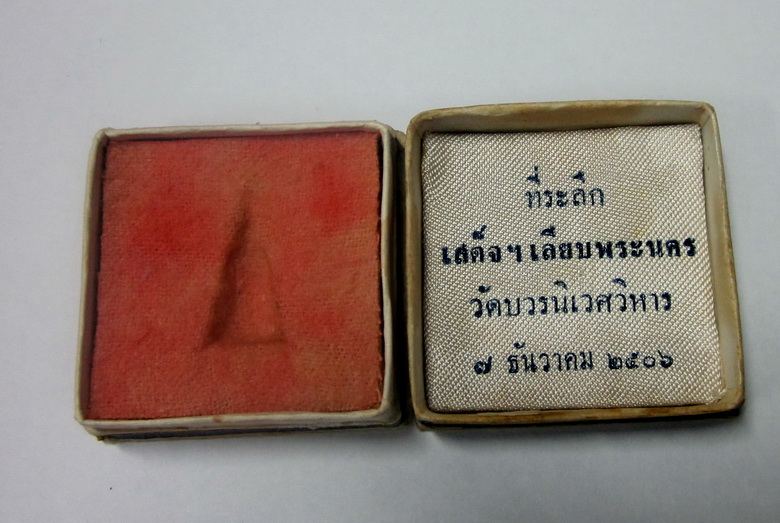 ที่ระลึก
เสด็จฯ เลียบพระนคร
วัดบวรนิเวศวิหาร
๗ ธันวาคม ๒๕๐๖